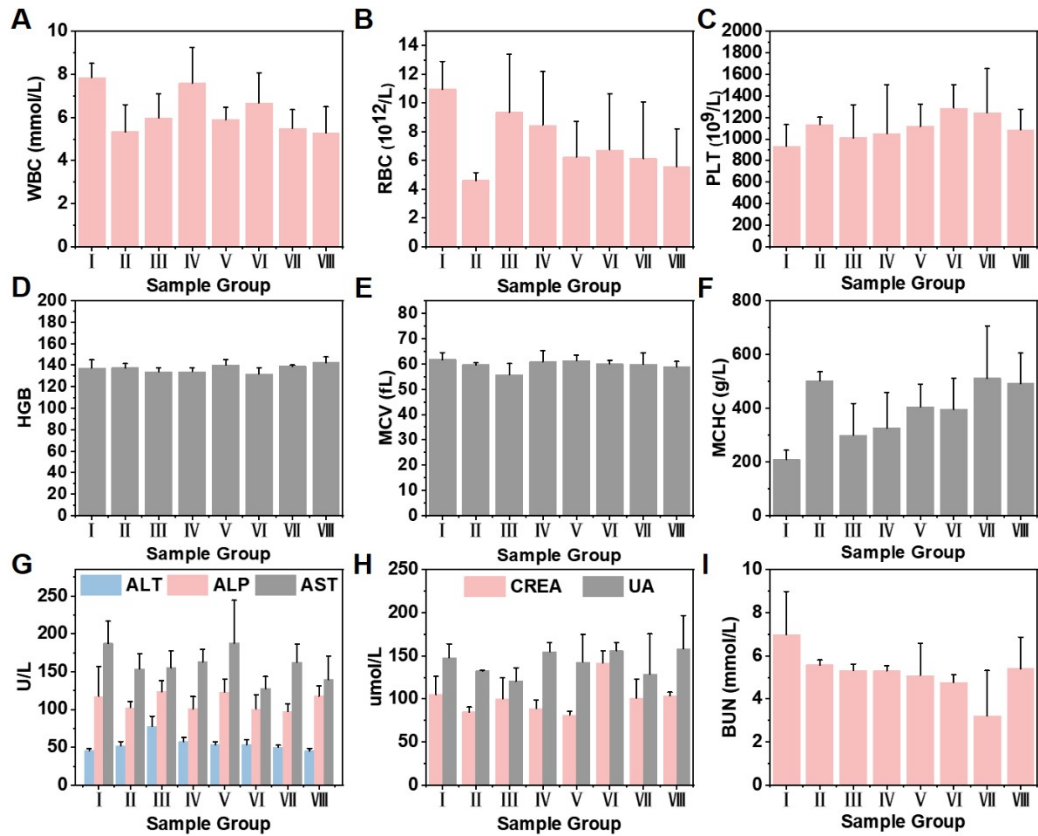 A
WBC (mmol/L)
10
8
6
4
2
0
I II III IV V VI VII VIII
Sample Group
B
RBC (10^12/L)
14
12
10
8
6
4
2
0
I II III IV V VI VII VIII
Sample Group
C
PLT (10^9/L)
2000
1800
1600
1400
1200
1000
800
600
400
200
0
I II III IV V VI VII VIII
Sample Group
D
HGB
200
180
160
140
120
100
80
60
40
20
0
I II III IV V VI VII VIII
Sample Group
E
MCV (fL)
80
70
60
50
40
30
20
10
0
I II III IV V VI VII VIII
Sample Group
F
MCHC (g/L)
800
600
400
200
0
I II III IV V VI VII VIII
Sample Group
G
ALT ALP AST
U/L
250
200
150
100
50
0
I II III IV V VI VII VIII
Sample Group
H
CREA UA
umol/L
250
200
150
100
50
0
I II III IV V VI VII VIII
Sample Group
I
BUN (mmol/L)
10
8
6
4
2
0
I II III IV V VI VII VIII
Sample Group